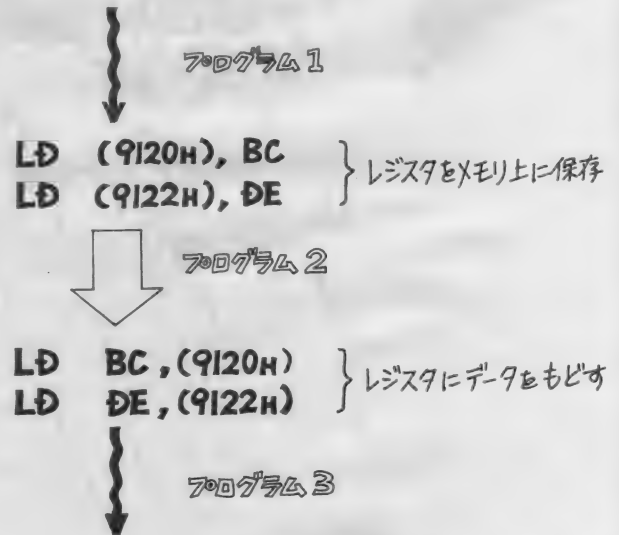 プログラム1
LD (9120H), BC
LD (9122H), DE
レジスタをメモリ上に保存
プログラム2
LD BC, (9120H)
LD DE, (9122H)
レジスタにデータをもどす
プログラム3